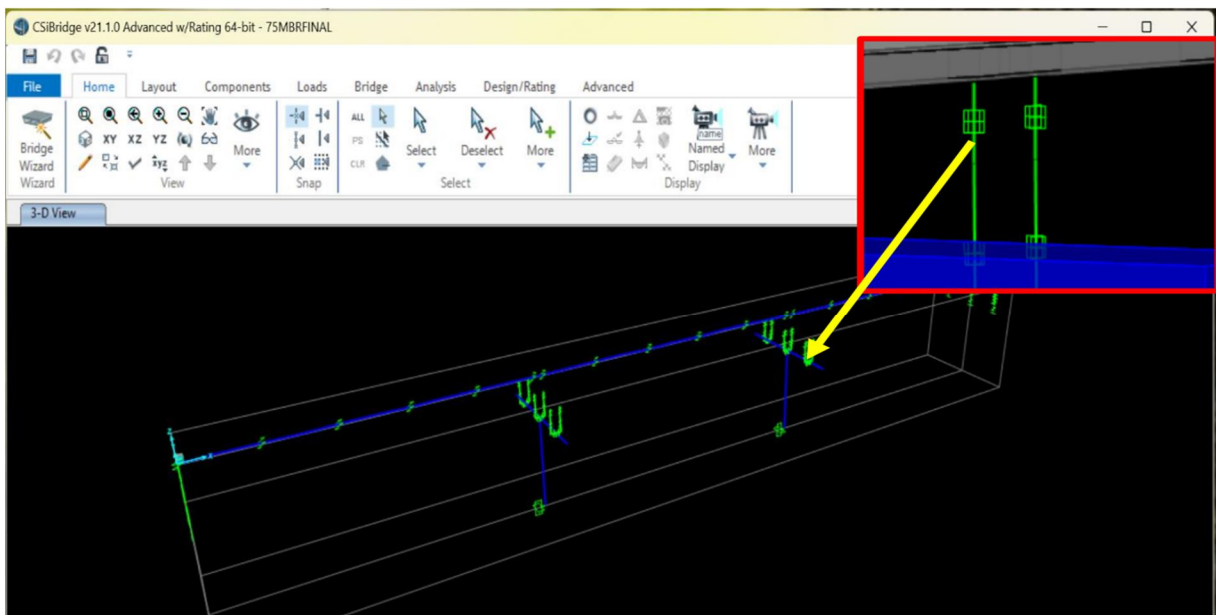 CSiBridge v21.1.0 Advanced w/Rating 64-bit - 75MBRFINAL
File Home Layout Components Loads Bridge Analysis Design/Rating Advanced
Bridge Wizard
Wizard
XY XZ YZ
xyz
More
View
Snap
ALL
PS
CLR
Select
Deselect
More
Select
name
Named Display
More
Display
3-D View